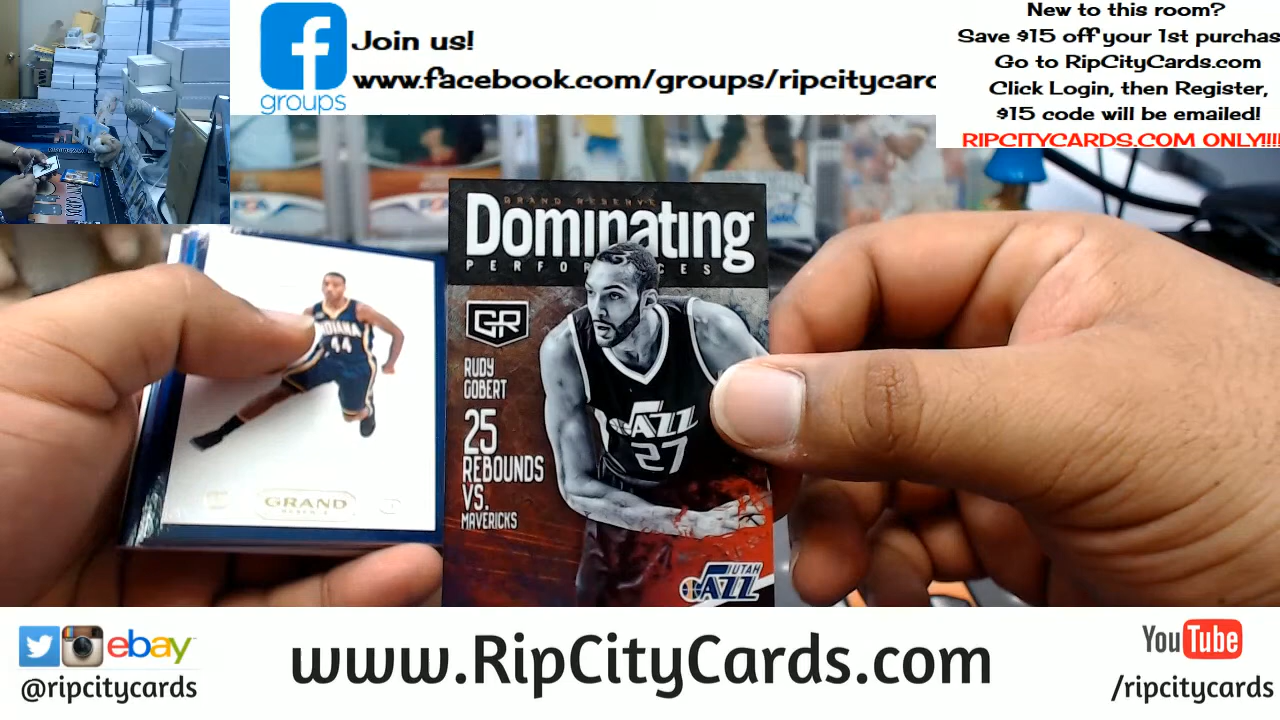 Join us!
www.facebook.com/groups/ripcitycarc
groups
New to this room?
Save $15 off your 1st purchas
Go to RipCityCards.com
Click Login, then Register,
$15 code will be emailed!
RIPCITYCARDS.COM ONLY!!!!
GRAND RESERVE
Dominating
GR
RUDY
GOBERT
25
REBOUNDS
VS.
MAVERICKS
JAZZ
27
UTAH
JAZZ
INDIANA
44
GRAND
RESERVE
ebay
@ripcitycards
www.RipCityCards.com
YouTube
/ripcitycards